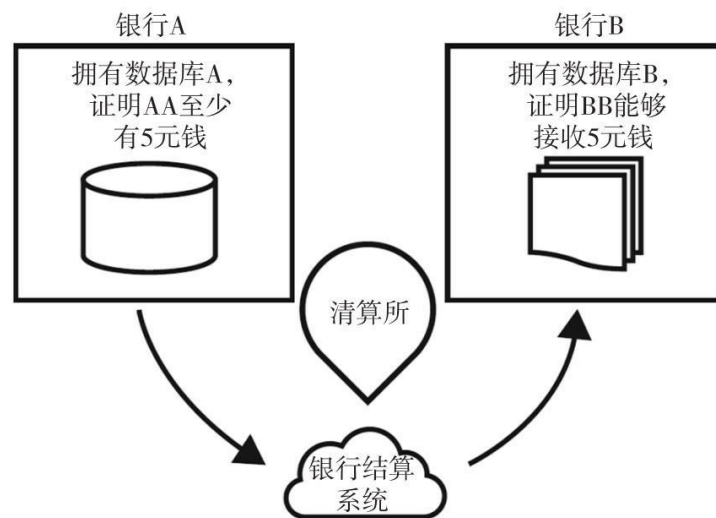 银行A
拥有数据库A，
证明AA至少
有5元钱
银行B
拥有数据库B，
证明BB能够
接收5元钱
清算所
银行结算
系统